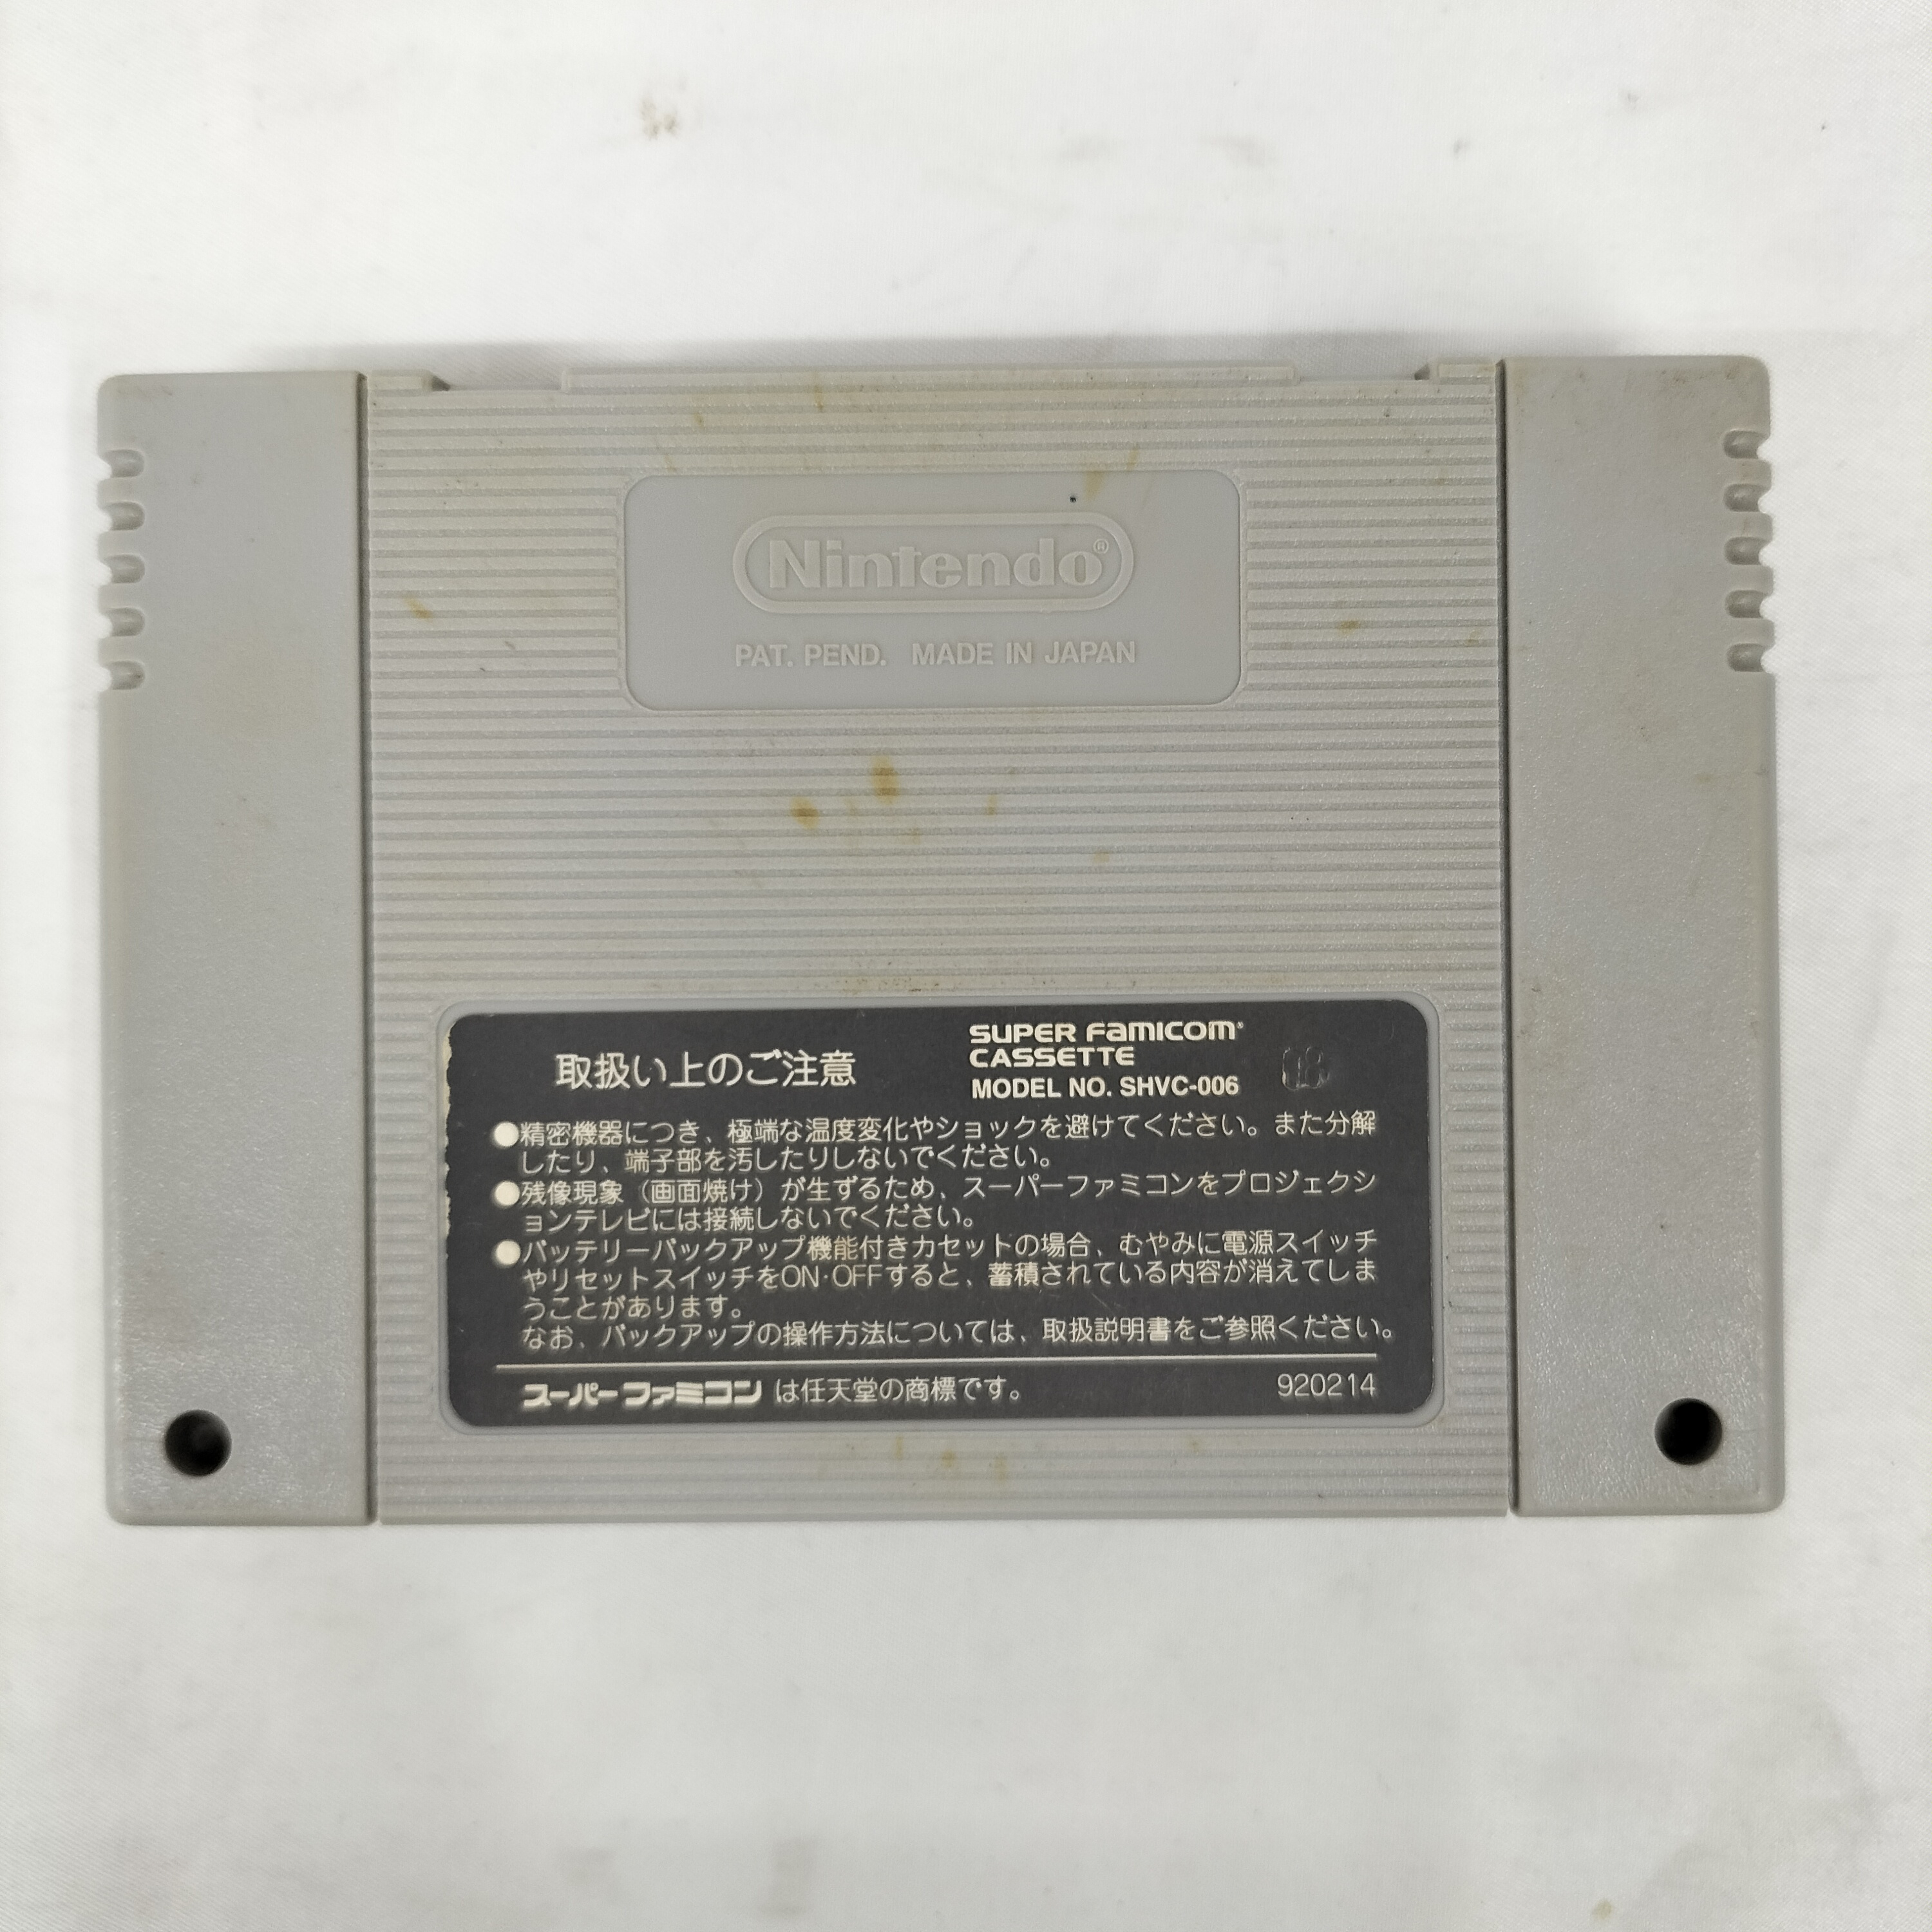 Nintendo®
PAT. PEND. MADE IN JAPAN
取扱い上のご注意
SUPER FAMICOM
CASSETTE
MODEL NO. SHVC-006
●精密機器につき、極端な温度変化やショックを避けてください。また分解
したり、端子部を汚したりしないでください。
●残像現象（画面焼け）が生ずるため、スーパーファミコンをプロジェクシ
ョンテレビには接続しないでください。
●バッテリーバックアップ機能付きカセットの場合、むやみに電源スイッチ
やリセットスイッチをON·OFFすると、蓄積されている内容が消えてしま
うことがあります。
なお、バックアップの操作方法については、取扱説明書をご参照ください。
スーパーファミコン は任天堂の商標です。
920214